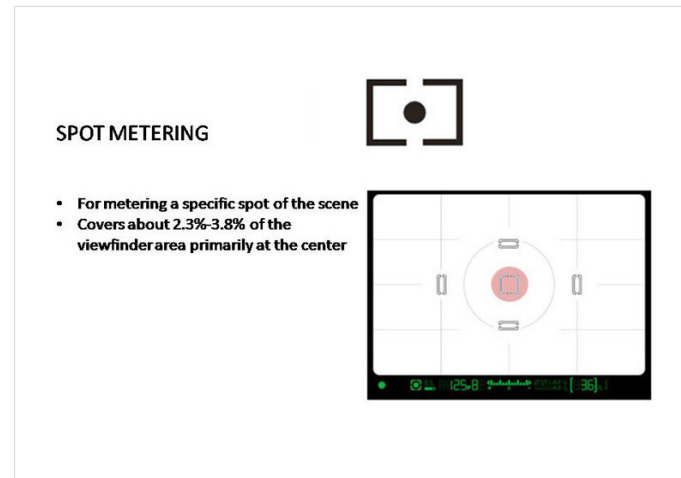 SPOT METERING
• For metering a specific spot of the scene
• Covers about 2.3%-3.8% of the
viewfinder area primarily at the center
125 8
[ 36]